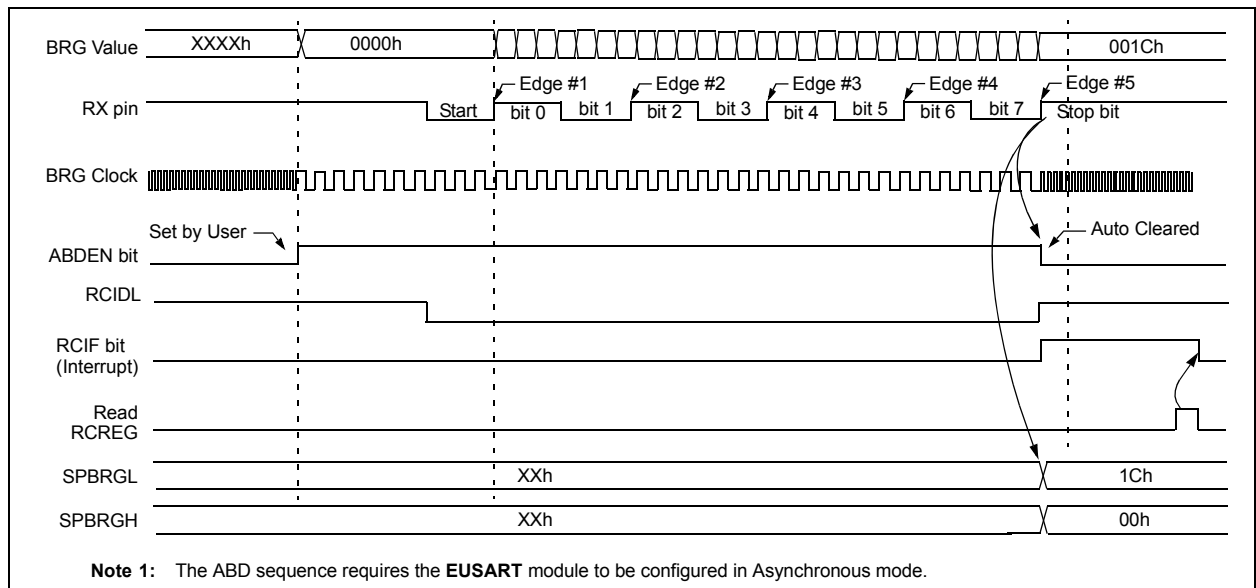 BRG Value XXXXh 0000h 001Ch
Edge #1 Edge #2 Edge #3 Edge #4 Edge #5
RX pin Start bit 0 bit 1 bit 2 bit 3 bit 4 bit 5 bit 6 bit 7 Stop bit
BRG Clock
Set by User Auto Cleared
ABDEN bit
RCIDL
RCIF bit
(Interrupt)
Read
RCREG
SPBRGL XXh 1Ch
SPBRGH XXh 00h
Note 1: The ABD sequence requires the EUSART module to be configured in Asynchronous mode.